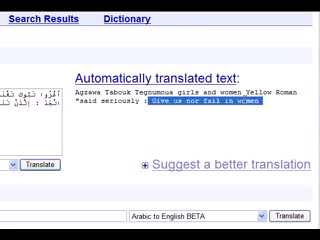 Search Results Dictionary
Automatically translated text:
Agzawa Tabouk Tegnumoua girls and women Yellow Roman
"said seriously : Give us nor fail in women
Translate
Suggest a better translation
Arabic to English BETA Translate